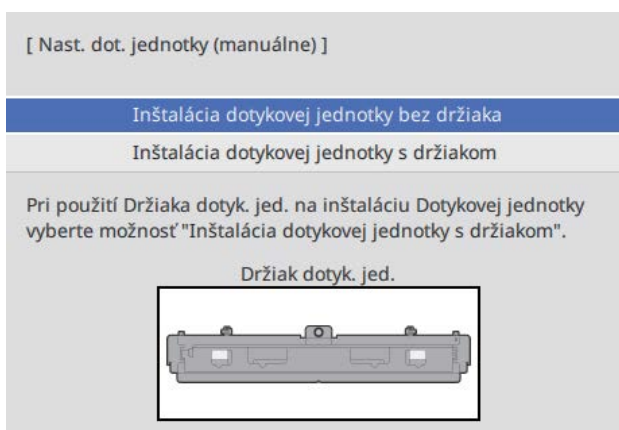 [ Nast. dot. jednotky (manuálne) ]
Inštalácia dotykovej jednotky bez držiaka
Inštalácia dotykovej jednotky s držiakom
Pri použití Držiaka dotyk. jed. na inštaláciu Dotykovej jednotky
vyberte možnosť "Inštalácia dotykovej jednotky s držiakom".
Držiak dotyk. jed.